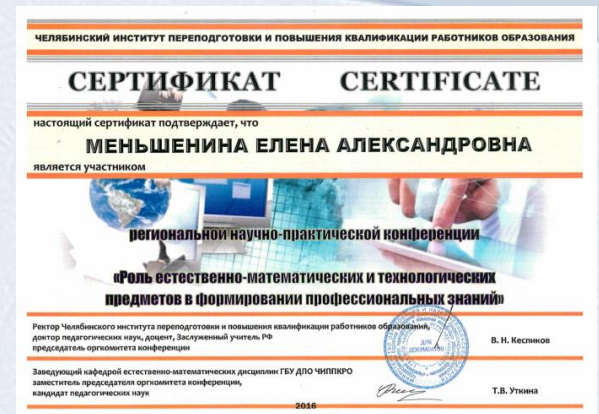 ЧЕЛЯБИНСКИЙ ИНСТИТУТ ПЕРЕПОДГОТОВКИ И ПОВЫШЕНИЯ КВАЛИФИКАЦИИ РАБОТНИКОВ ОБРАЗОВАНИЯ
СЕРТИФИКАТ CERTIFICATE
настоящий сертификат подтверждает, что
МЕНЬШЕНИНА ЕЛЕНА АЛЕКСАНДРОВНА
является участником
региональной научно-практической конференции
«Роль естественно-математических и технологических
предметов в формировании профессиональных знаний»
Ректор Челябинского института переподготовки и повышения квалификации работников образования,
доктор педагогических наук, доцент, Заслуженный учитель РФ
председатель оргкомитета конференции
В. Н. Кеспиков
ДЛЯ
ДОКУМЕНТОВ
Заведующий кафедрой естественно-математических дисциплин ГБУ ДПО ЧИППКРО
заместитель председателя оргкомитета конференции,
кандидат педагогических наук
Т.В. Уткина
2016